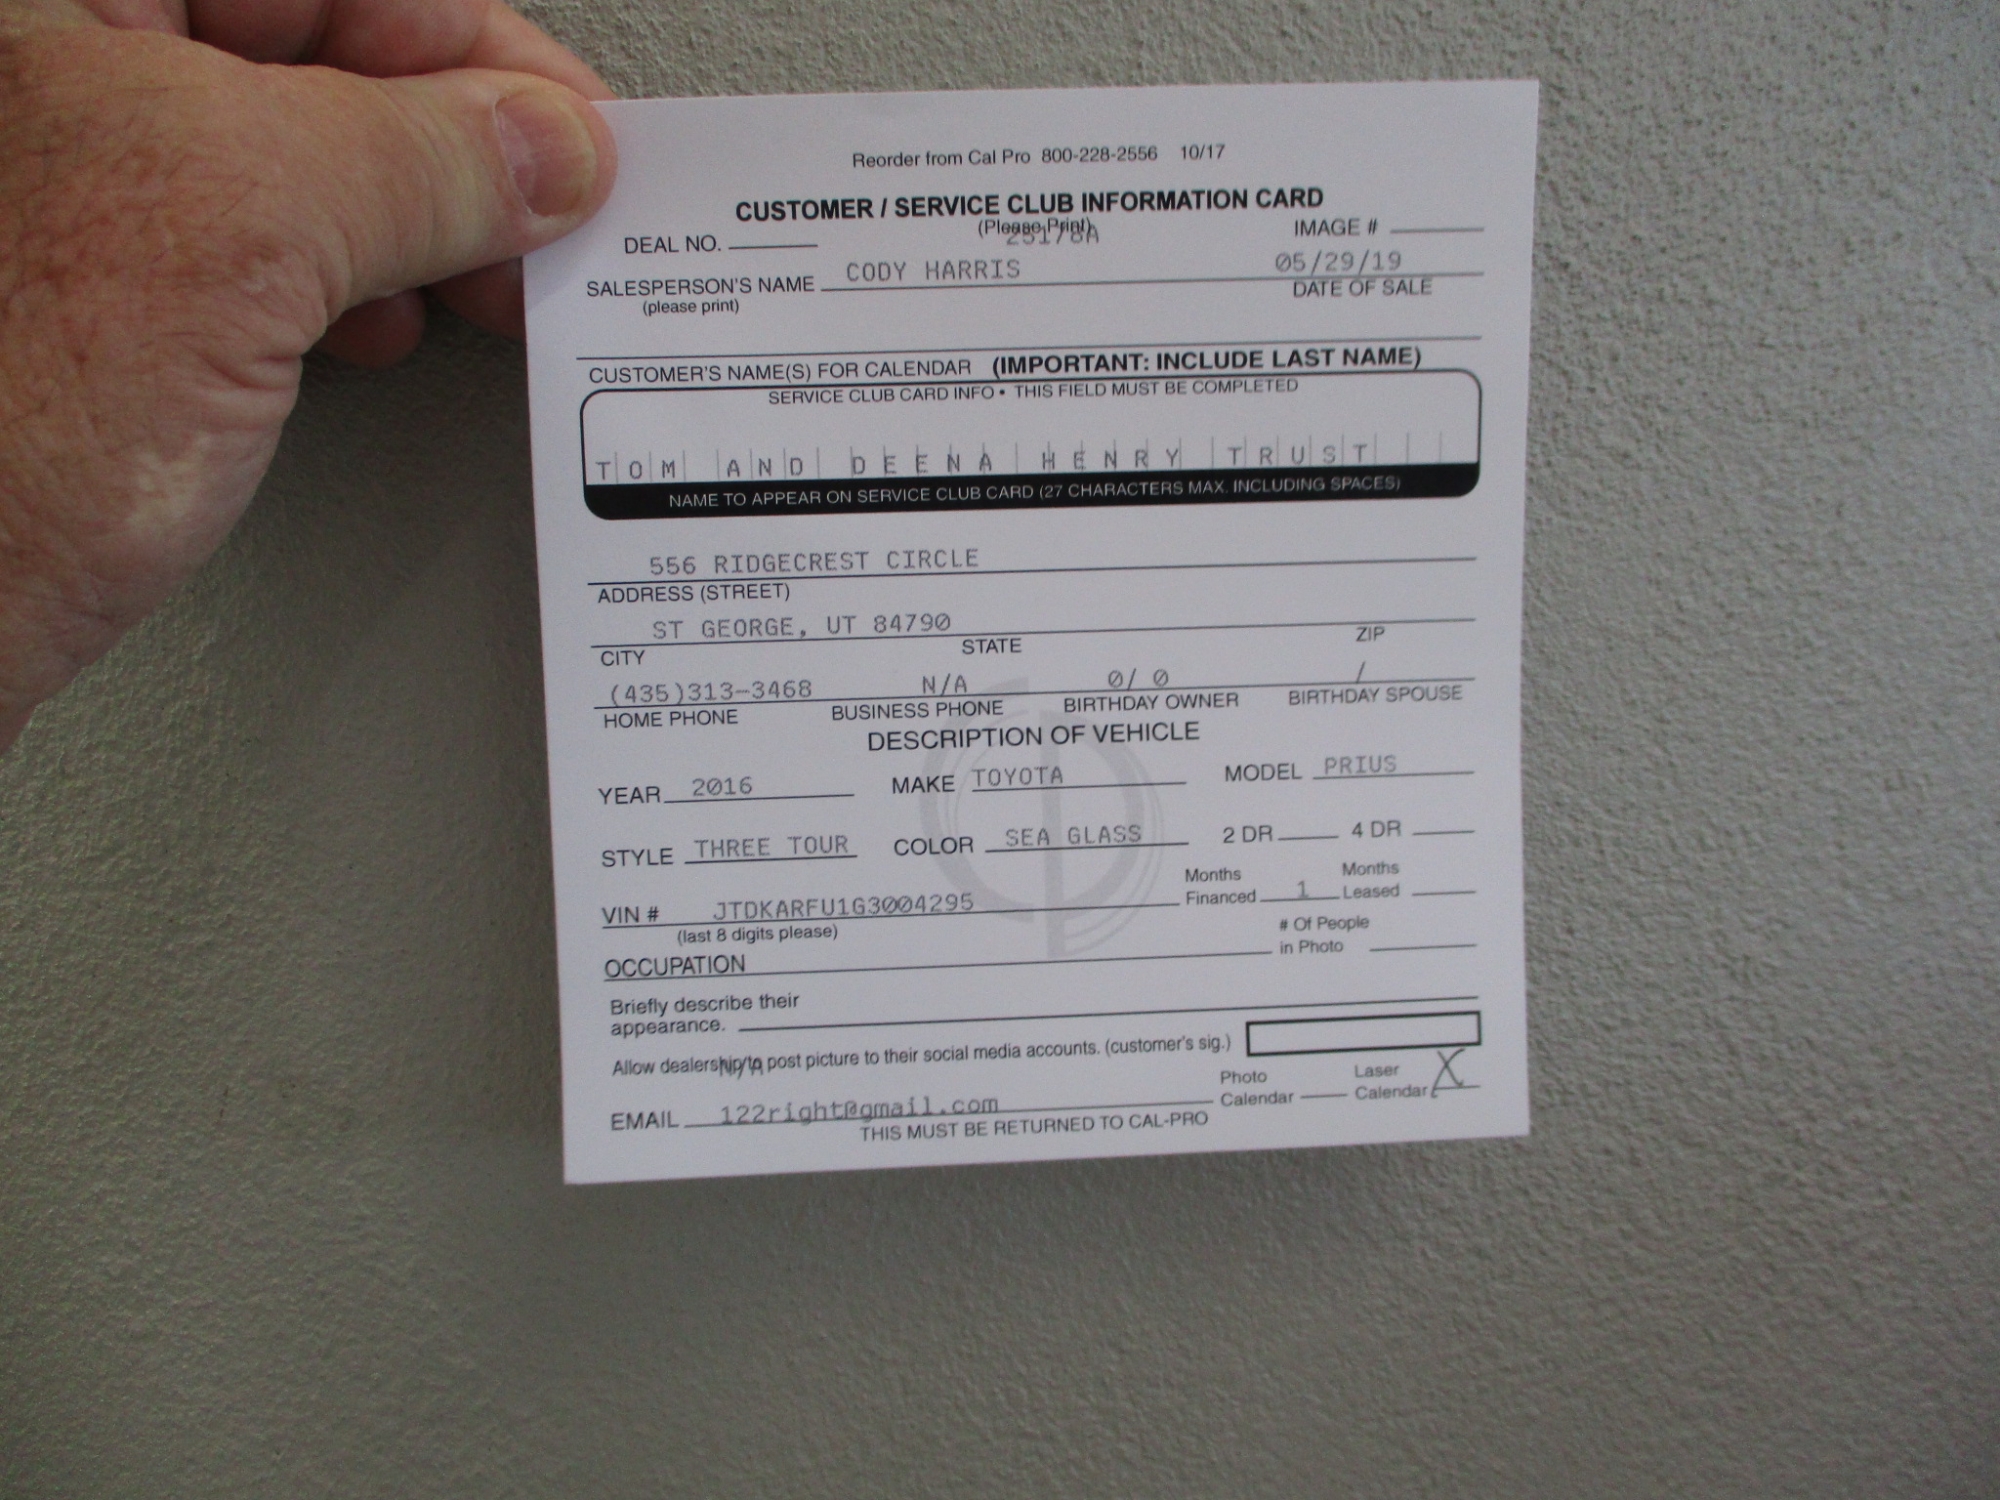 Reorder from Cal Pro 800-228-2556 10/17
CUSTOMER / SERVICE CLUB INFORMATION CARD
(Please Print)
DEAL NO. IMAGE #
25178A
SALESPERSON'S NAME CODY HARRIS 05/29/19
(please print) DATE OF SALE
CUSTOMER'S NAME(S) FOR CALENDAR (IMPORTANT: INCLUDE LAST NAME)
SERVICE CLUB CARD INFO • THIS FIELD MUST BE COMPLETED
TOM AND DEENA HENRY TRUST
NAME TO APPEAR ON SERVICE CLUB CARD (27 CHARACTERS MAX. INCLUDING SPACES)
556 RIDGECREST CIRCLE
ADDRESS (STREET)
ST GEORGE, UT 84790
CITY STATE ZIP
(435)313-3468 N/A 0/ 0 /
HOME PHONE BUSINESS PHONE BIRTHDAY OWNER BIRTHDAY SPOUSE
DESCRIPTION OF VEHICLE
YEAR 2016 MAKE TOYOTA MODEL PRIUS
STYLE THREE TOUR COLOR SEA GLASS 2 DR 4 DR
Months Months
VIN # JTDKARFU1G3004295 Financed 1 Leased
(last 8 digits please) # Of People
OCCUPATION in Photo
Briefly describe their
appearance.
Allow dealership to post picture to their social media accounts. (customer's sig.)
N/A
Photo Laser
Calendar Calendar X
EMAIL 122right@gmail.com
THIS MUST BE RETURNED TO CAL-PRO